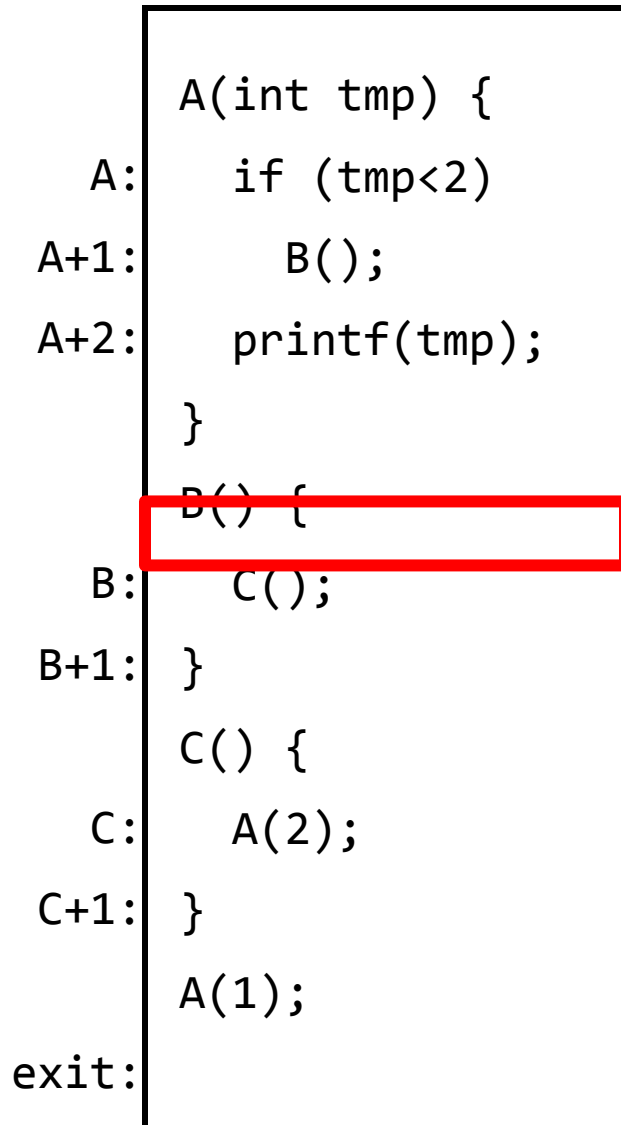 A(int tmp) {
A: if (tmp<2)
A+1: B();
A+2: printf(tmp);
}
B() {
B: C();
B+1: }
C() {
C: A(2);
C+1: }
A(1);
exit: